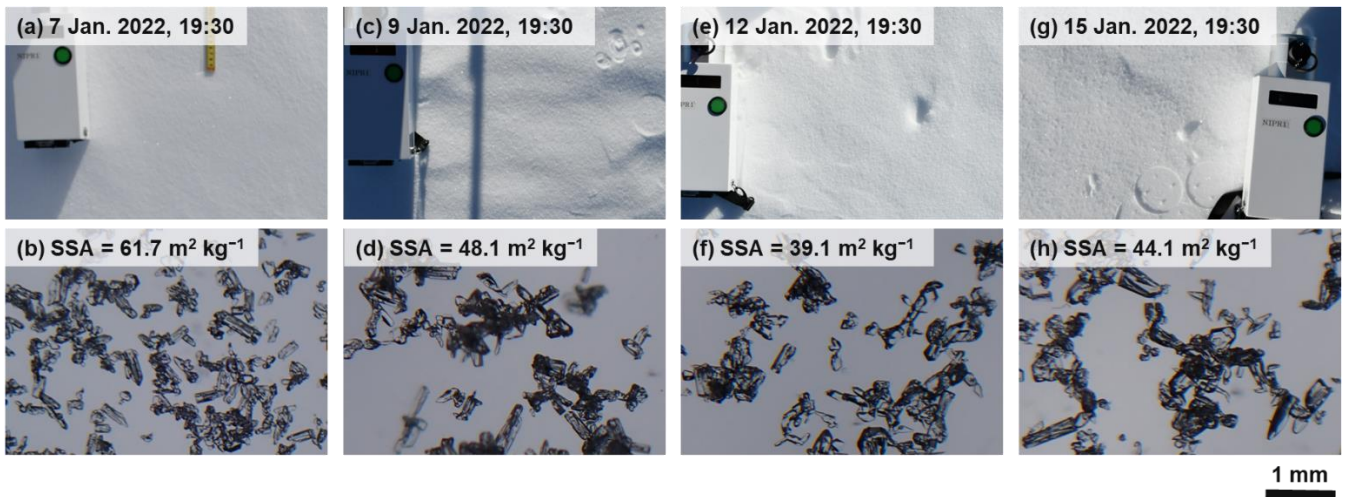 (a) 7 Jan. 2022, 19:30
(c) 9 Jan. 2022, 19:30
(e) 12 Jan. 2022, 19:30
(g) 15 Jan. 2022, 19:30
NIPR
NIPR
PR
NIPR
(b) SSA = 61.7 m² kg⁻¹
(d) SSA = 48.1 m² kg⁻¹
(f) SSA = 39.1 m² kg⁻¹
(h) SSA = 44.1 m² kg⁻¹
1 mm